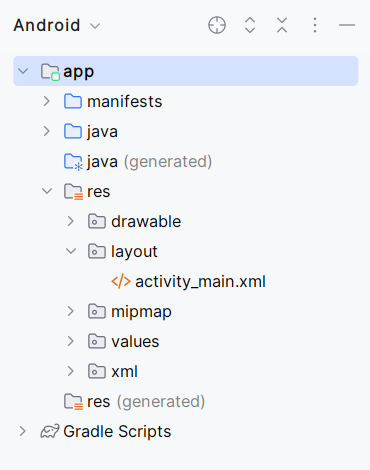 Android
app
manifests
java
java (generated)
res
drawable
layout
activity_main.xml
mipmap
values
xml
res (generated)
Gradle Scripts